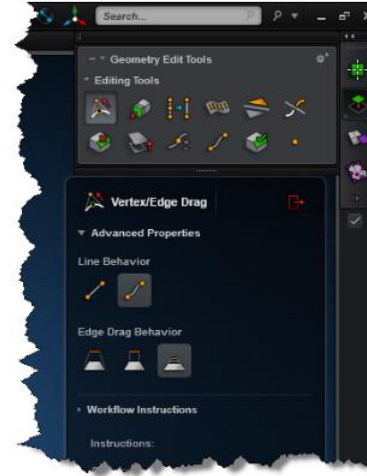 Search...
Geometry Edit Tools
Editing Tools
Vertex/Edge Drag
Advanced Properties
Line Behavior
Edge Drag Behavior
Workflow Instructions
Instructions: